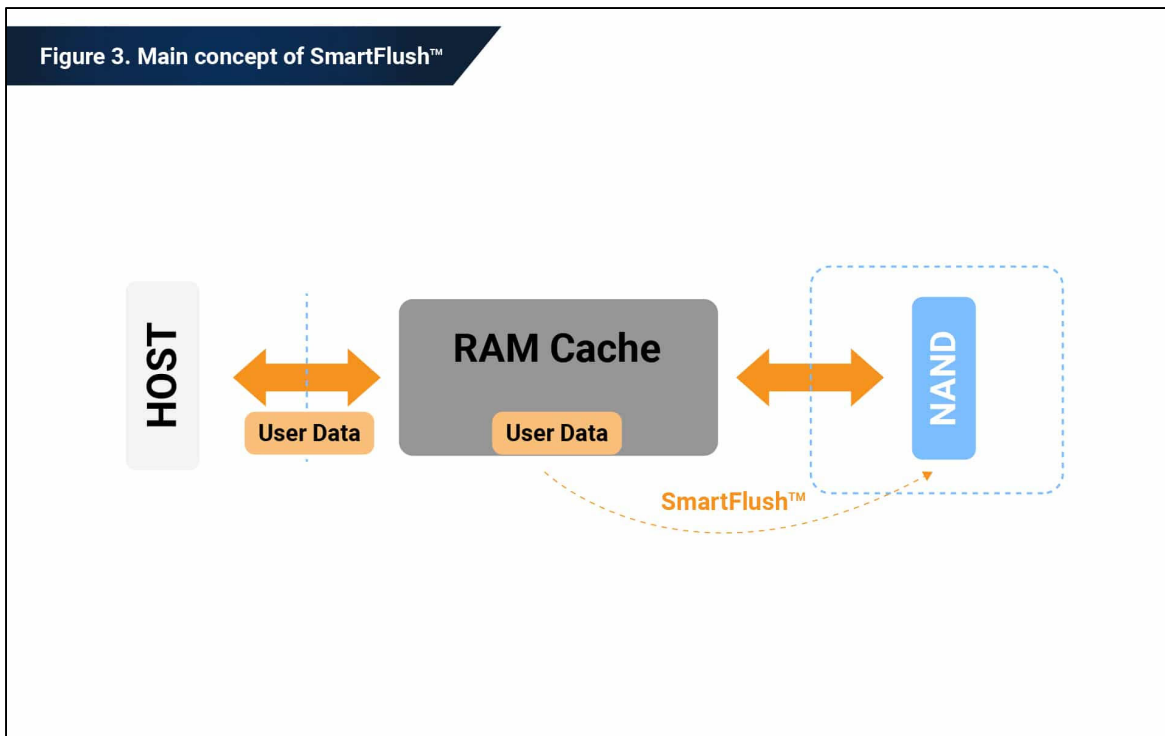 Figure 3. Main concept of SmartFlush™
HOST
User Data
RAM Cache
User Data
NAND
SmartFlush™